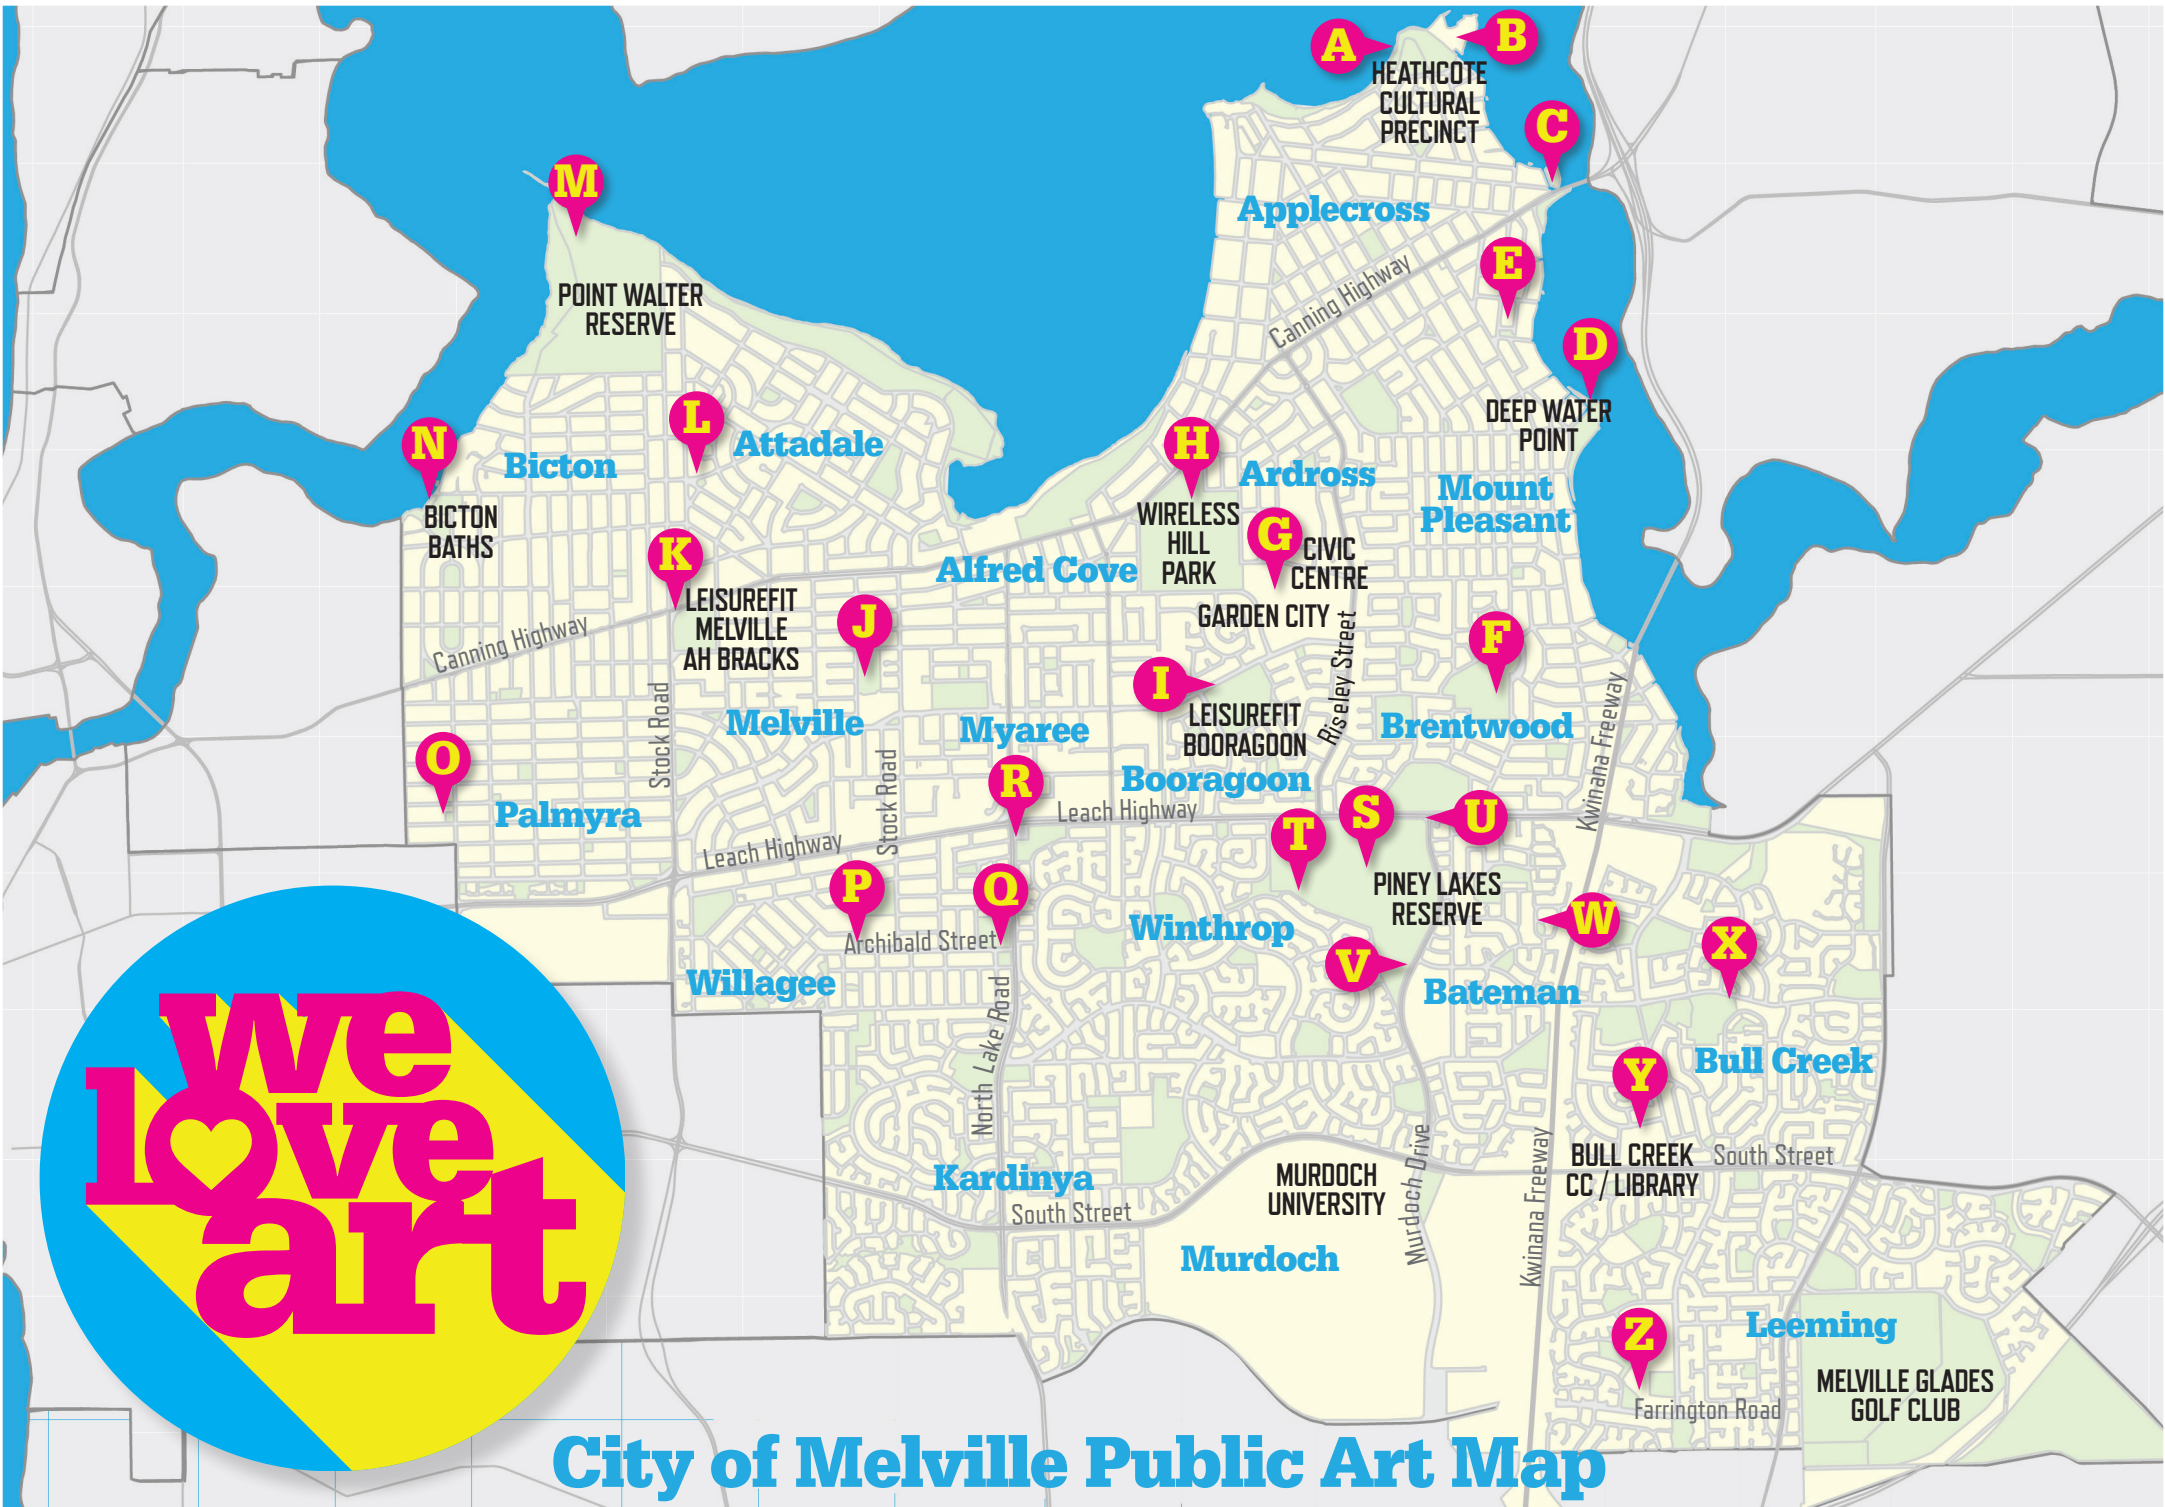 A
B
HEATHCOTE
CULTURAL
PRECINCT
C
M
Applecross
E
POINT WALTER
RESERVE
Canning Highway
D
DEEP WATER
POINT
N
L
Attadale
H
Bicton
Ardross
Mount
Pleasant
BICTON
BATHS
WIRELESS
HILL
PARK
G
CIVIC
CENTRE
K
Alfred Cove
LEISUREFIT
MELVILLE
AH BRACKS
J
GARDEN CITY
Riseley Street
F
Canning Highway
I
LEISUREFIT
BOORAGOON
Stock Road
Melville
Myaree
Brentwood
Kwinana Freeway
O
Stock Road
R
Booragoon
Palmyra
Leach Highway
S
U
T
Leach Highway
P
Q
PINEY LAKES
RESERVE
Winthrop
W
X
Archibald Street
V
Willagee
Bateman
North Lake Road
Y
Bull Creek
we
love
art
Kardinya
South Street
MURDOCH
UNIVERSITY
Murdoch Drive
Kwinana Freeway
BULL CREEK
CC / LIBRARY
South Street
Murdoch
Z
Leeming
MELVILLE GLADES
GOLF CLUB
Farrington Road
City of Melville Public Art Map